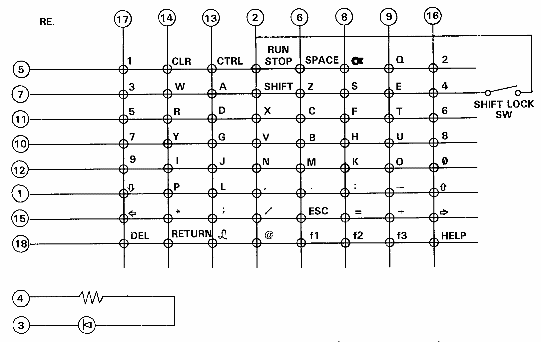 RE.
17 14 13 2 6 8 9 16
RUN
STOP
5 1 CLR CTRL SPACE Q 2
7 3 W A SHIFT Z S E 4
SHIFT LOCK
SW
11 5 R D X C F T 6
10 7 Y G V B H U 8
12 9 I J N M K O 0
1 ⇩ P L , . : − ⇧
15 ⇦ * ; / ESC = + ⇨
18 DEL RETURN £ @ f1 f2 f3 HELP
4
3